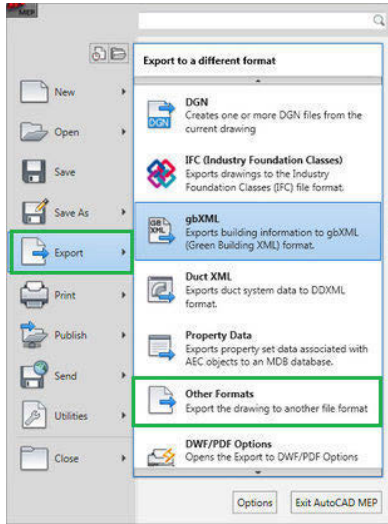 MEP
Export to a different format
New
Open
Save
Save As
Export
Print
Publish
Send
Utilities
Close
DGN
DGN
Creates one or more DGN files from the
current drawing
IFC (Industry Foundation Classes)
Exports drawings to the Industry
Foundation Classes (IFC) file format.
GB
XML
gbXML
Exports building information to gbXML
(Green Building XML) format.
Duct XML
Exports duct system data to DDXML
format.
Property Data
Exports property set data associated with
AEC objects to an MDB database.
Other Formats
Export the drawing to another file format
DWF/PDF Options
Opens the Export to DWF/PDF Options
Options
Exit AutoCAD MEP